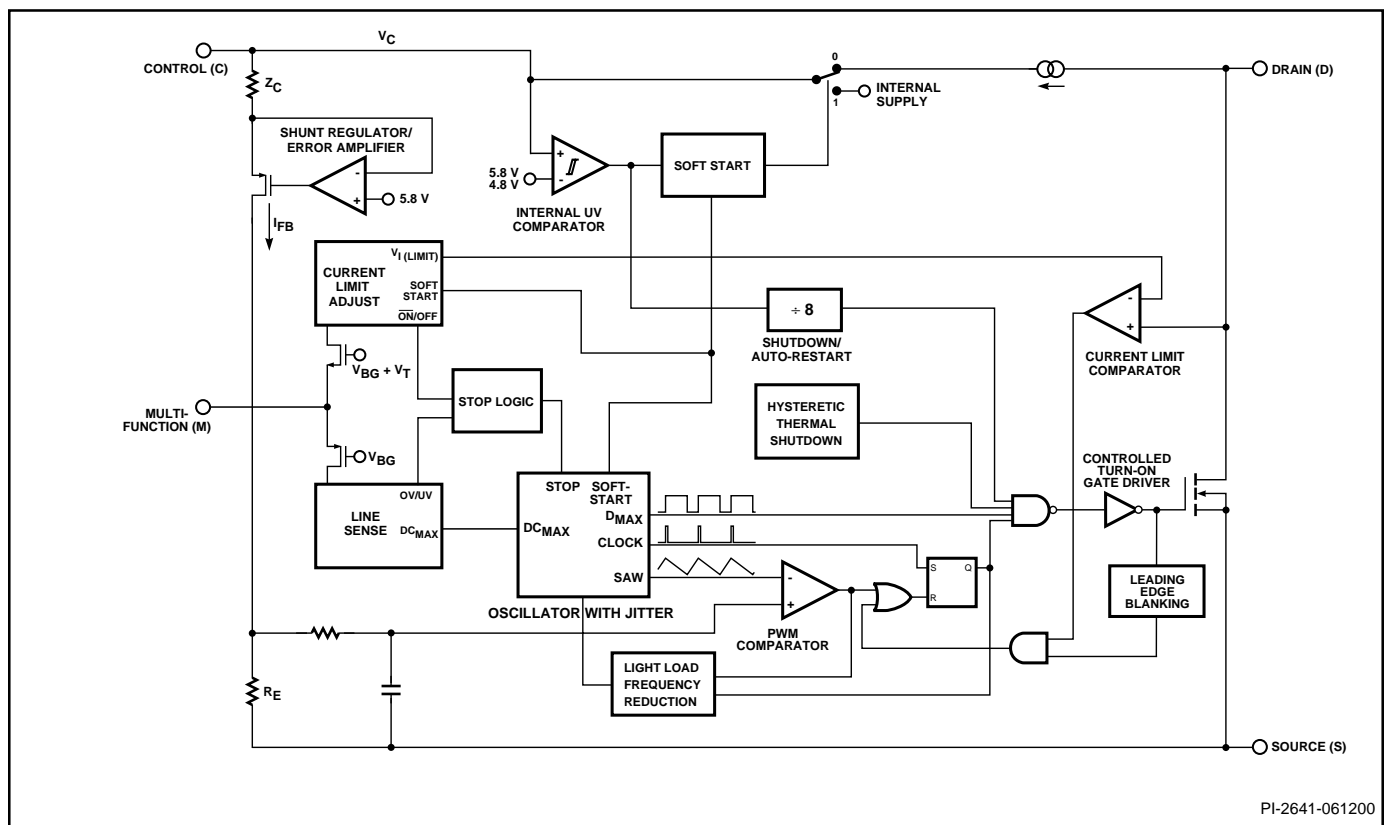 V_C
0
CONTROL (C)
DRAIN (D)
Z_C
1
INTERNAL
SUPPLY
SHUNT REGULATOR/
ERROR AMPLIFIER
-
+
5.8 V
+
-
5.8 V
4.8 V
SOFT START
INTERNAL UV
COMPARATOR
I_FB
V_I (LIMIT)
CURRENT
LIMIT
ADJUST
SOFT
START
O̅N̅/OFF
÷ 8
SHUTDOWN/
AUTO-RESTART
-
+
CURRENT LIMIT
COMPARATOR
V_BG + V_T
STOP LOGIC
MULTI-
FUNCTION (M)
HYSTERETIC
THERMAL
SHUTDOWN
V_BG
CONTROLLED
TURN-ON
GATE DRIVER
OV/UV
LINE
SENSE
DC_MAX
STOP
SOFT-
START
DC_MAX
D_MAX
CLOCK
SAW
OSCILLATOR WITH JITTER
-
+
PWM
COMPARATOR
S
Q
R
LEADING
EDGE
BLANKING
LIGHT LOAD
FREQUENCY
REDUCTION
R_E
SOURCE (S)
PI-2641-061200